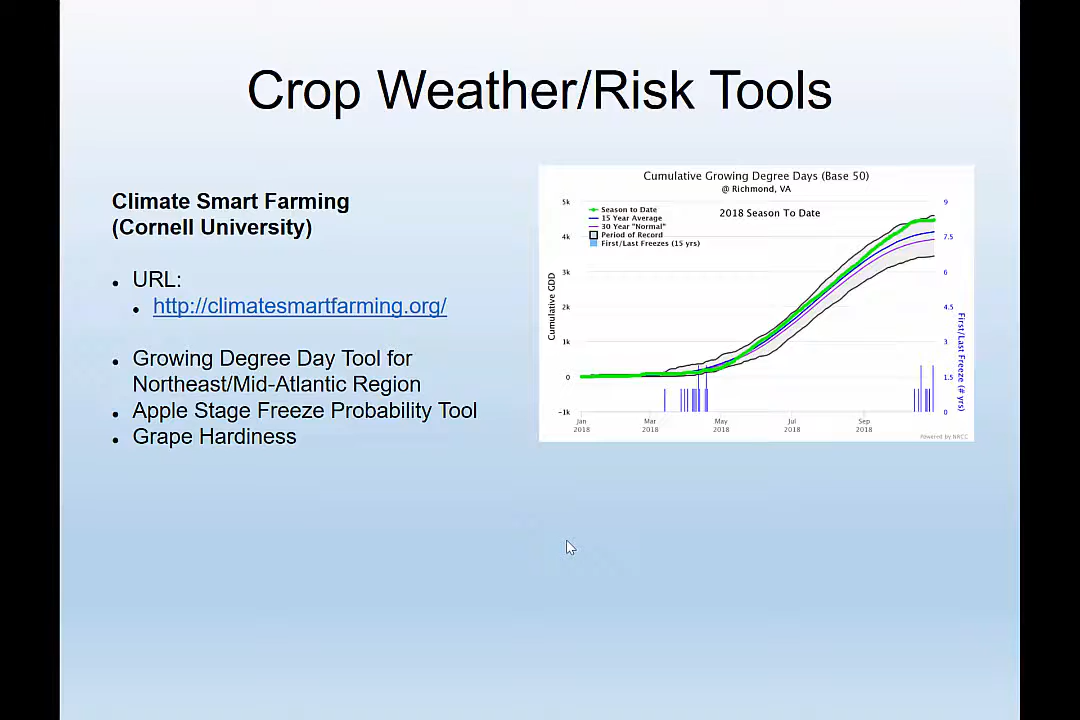 Crop Weather/Risk Tools
Climate Smart Farming
(Cornell University)
URL:
http://climatesmartfarming.org/
Growing Degree Day Tool for
Northeast/Mid-Atlantic Region
Apple Stage Freeze Probability Tool
Grape Hardiness
Cumulative Growing Degree Days (Base 50)
@ Richmond, VA
2018 Season To Date
Season to Date
15 Year Average
30 Year "Normal"
Period of Record
First/Last Freezes (15 yrs)
Cumulative GDD
5k
4k
3k
2k
1k
0
-1k
9
7.5
6
4.5
3
1.5
0
First/Last Freeze (# yrs)
Jan 2018
Mar 2018
May 2018
Jul 2018
Sep 2018
Powered by NRCC